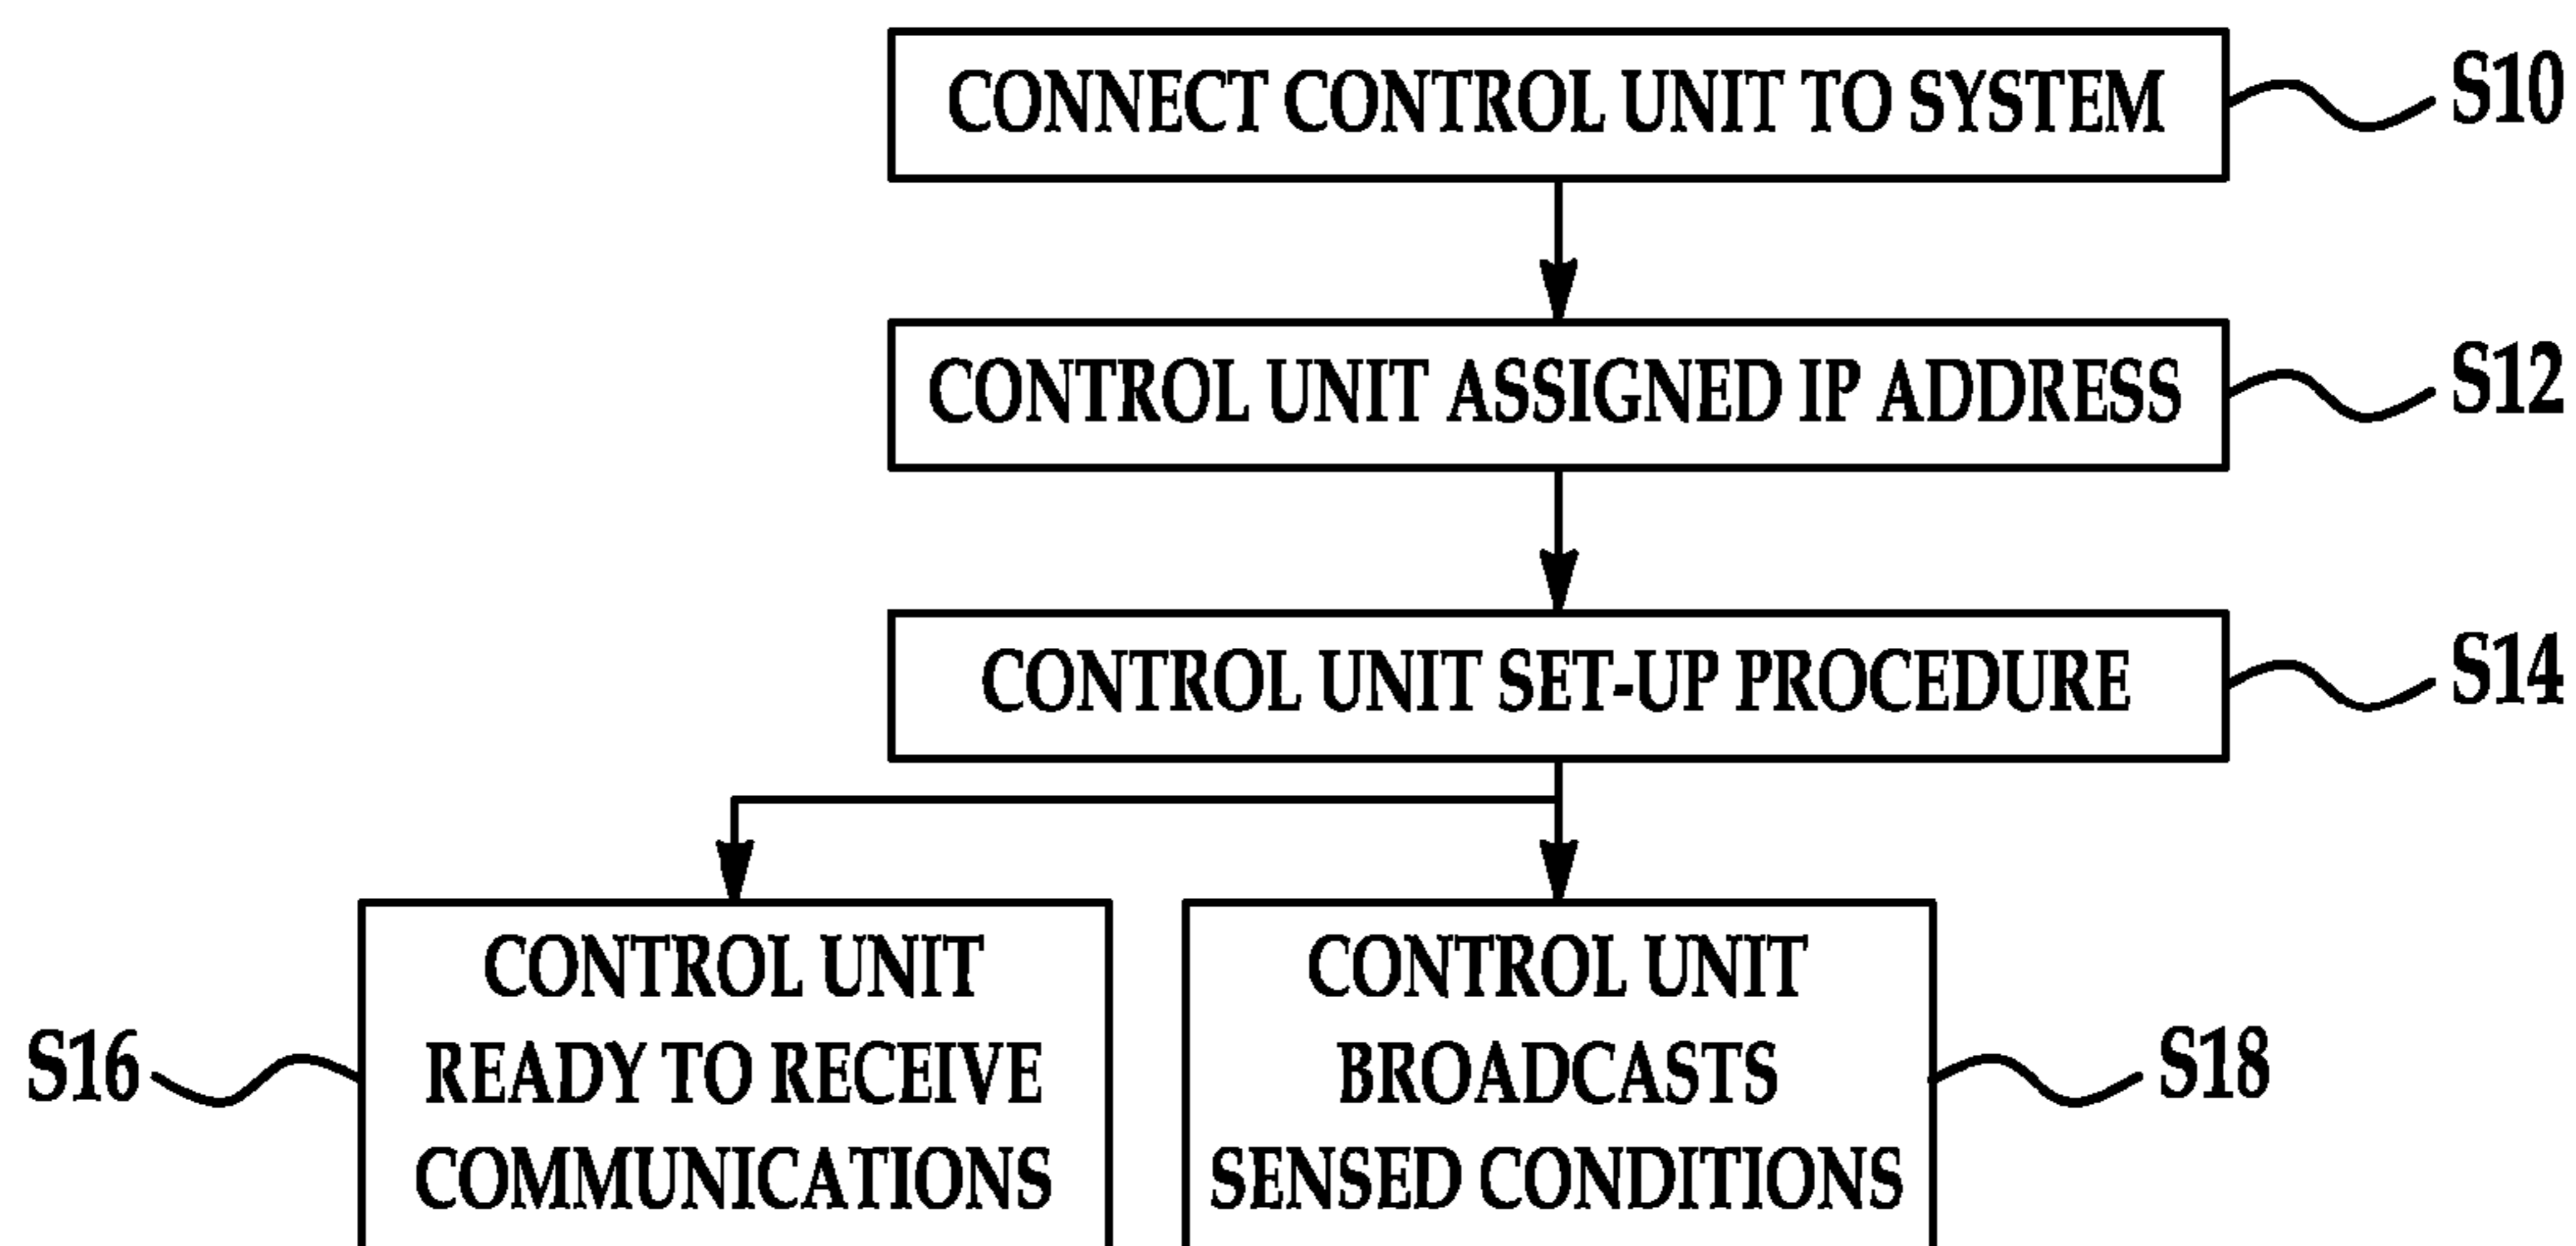 CONNECT CONTROL UNIT TO SYSTEM
S10
CONTROL UNIT ASSIGNED IP ADDRESS
S12
CONTROL UNIT SET-UP PROCEDURE
S14
S16
CONTROL UNIT
READY TO RECEIVE
COMMUNICATIONS
CONTROL UNIT
BROADCASTS
SENSED CONDITIONS
S18